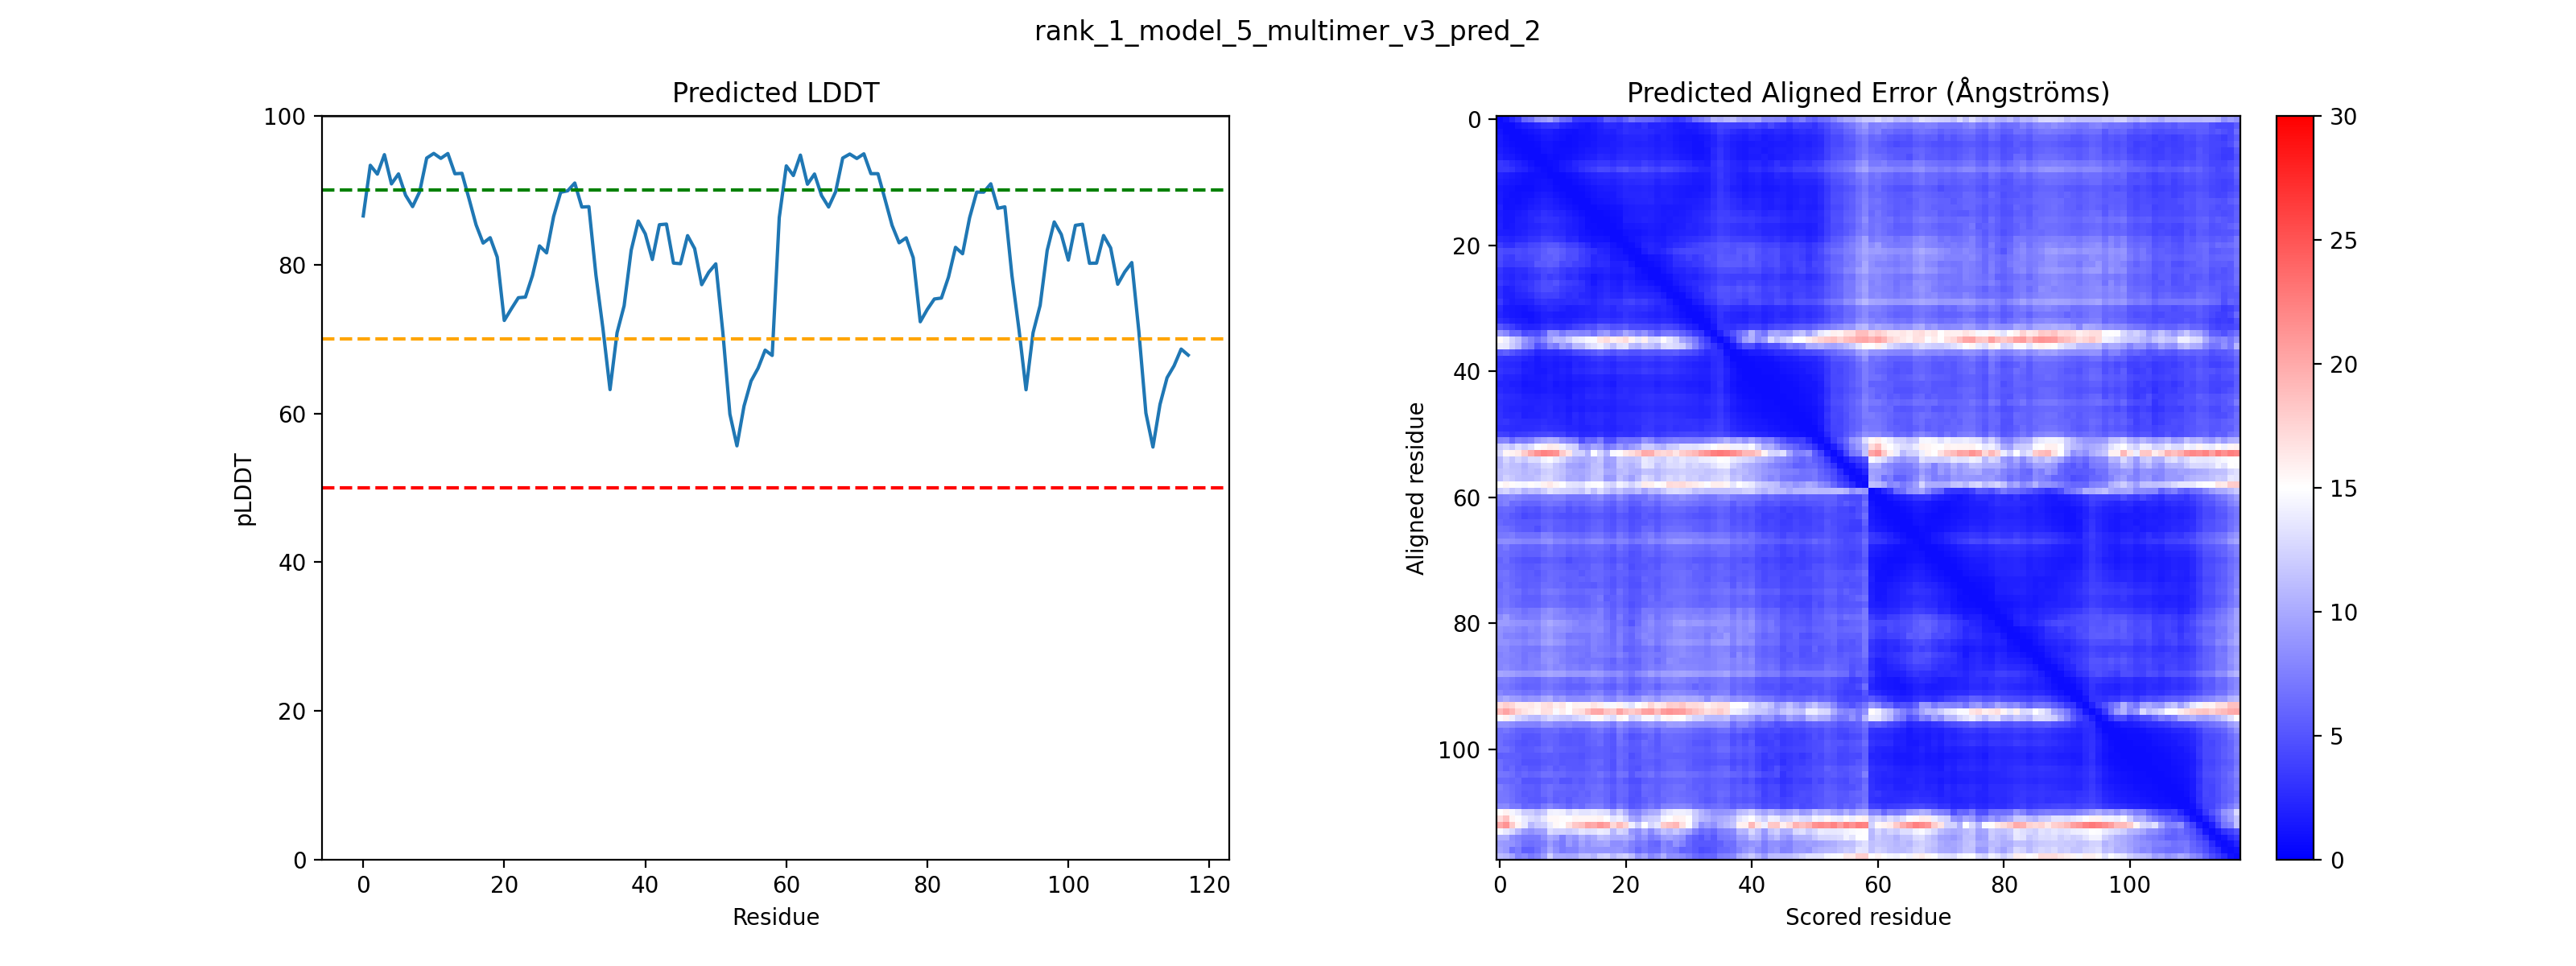 rank_1_model_5_multimer_v3_pred_2
Predicted LDDT
100
80
60
40
20
0
pLDDT
0 20 40 60 80 100 120
Residue
Predicted Aligned Error (Ångströms)
0
20
40
60
80
100
Aligned residue
0 20 40 60 80 100
Scored residue
30
25
20
15
10
5
0